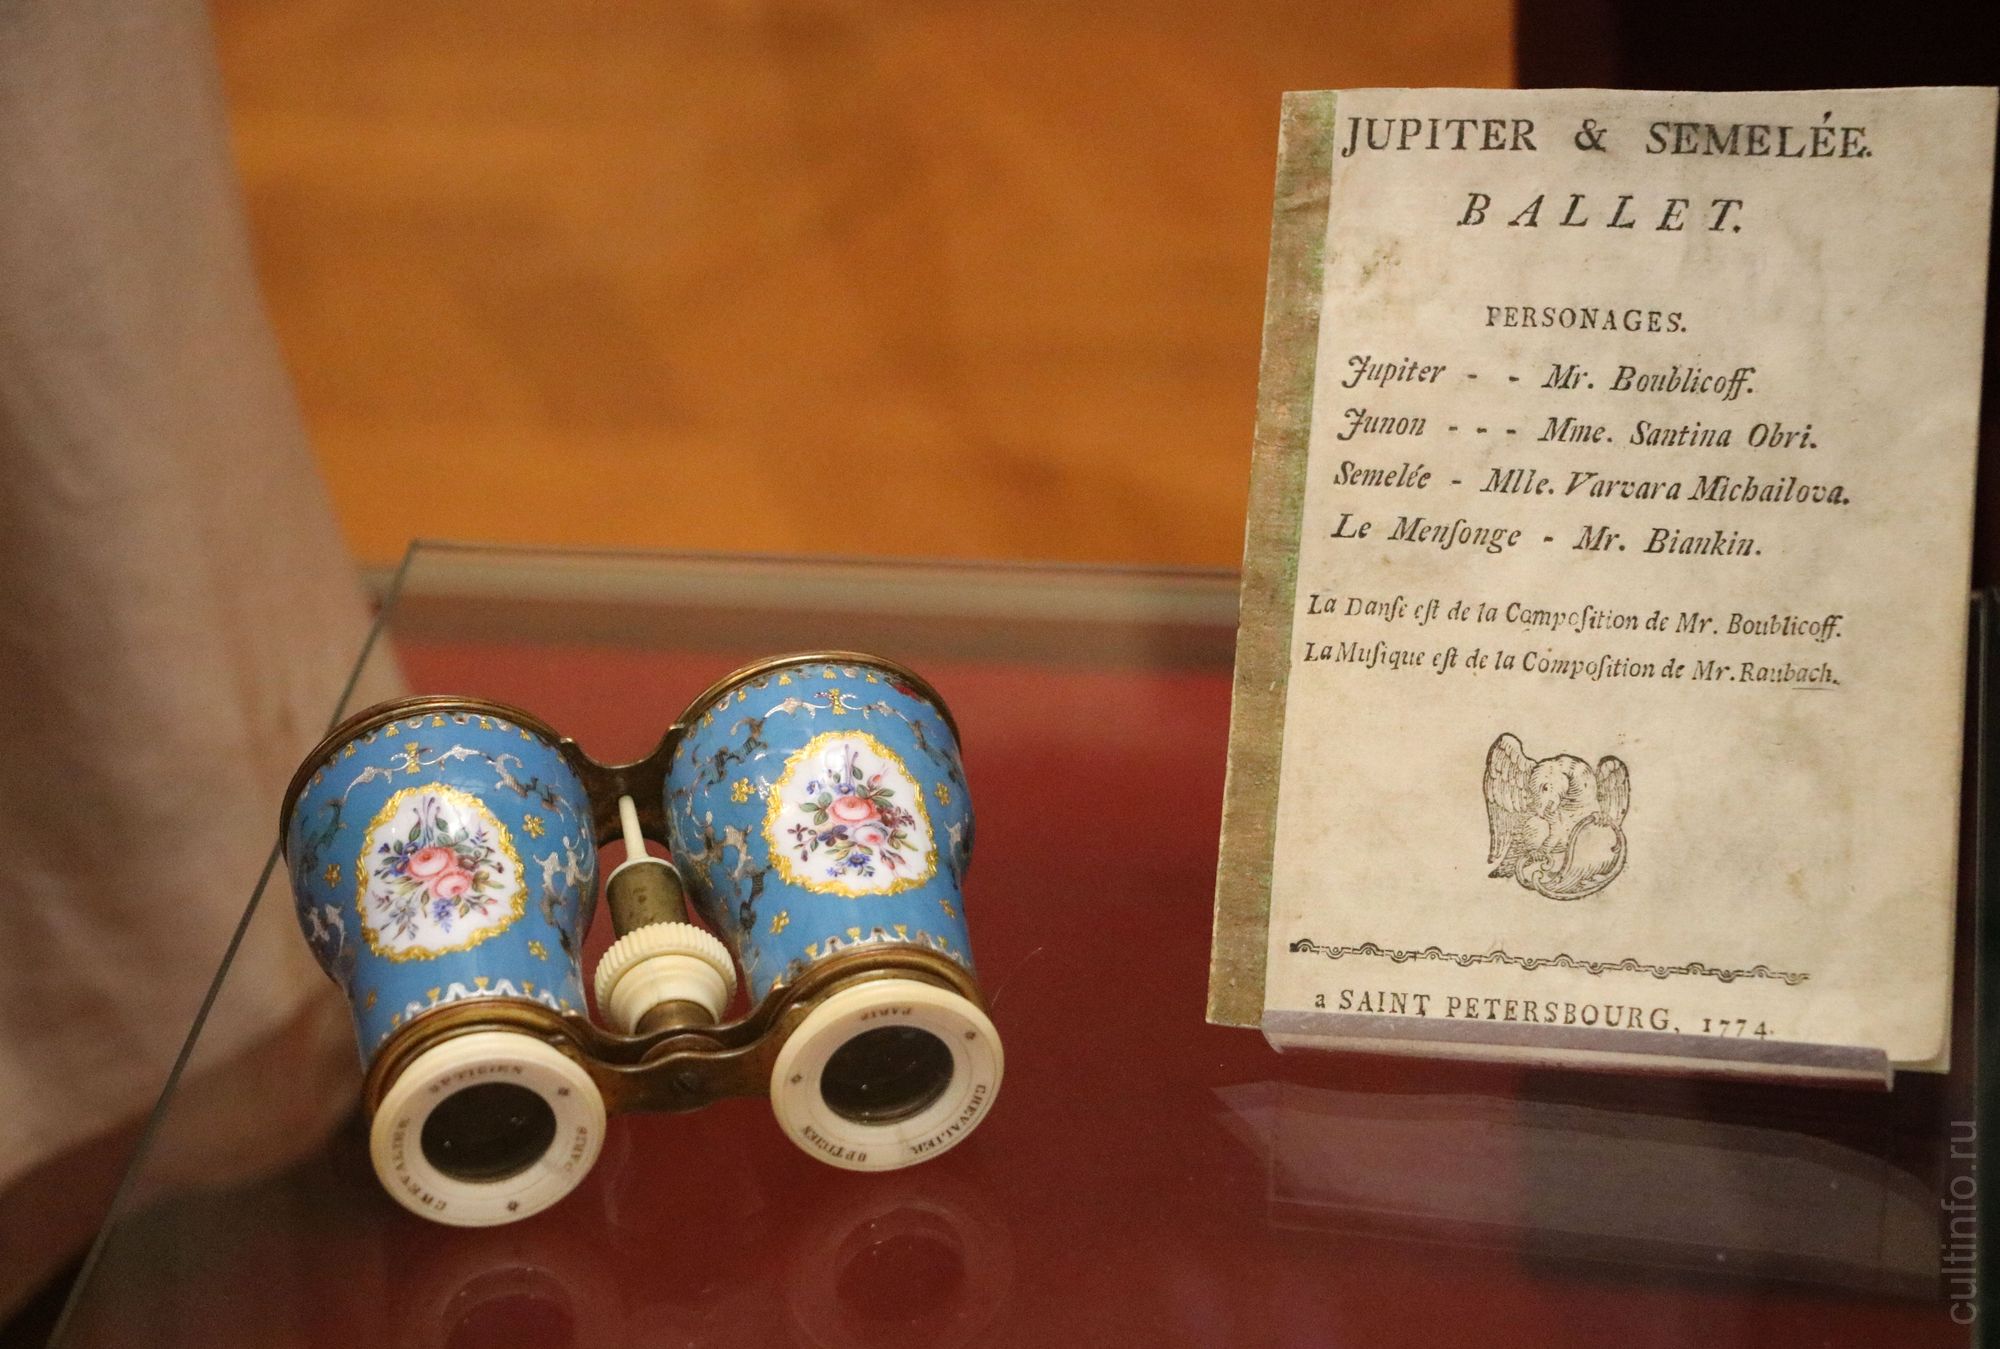 JUPITER & SEMELÉE.
BALLET.
PERSONAGES.
Jupiter - - Mr. Boublicoff.
Junon - - - Mme. Santina Obri.
Semelée - Mlle. Varvara Michailova.
Le Menſonge - Mr. Biankin.
La Danſe eſt de la Compoſition de Mr. Boublicoff.
La Muſique eſt de la Compoſition de Mr. Raubach.
a SAINT PETERSBOURG, 1774.
CHEVALIER OPTICIEN PARIS
CHEVALIER OPTICIEN PARIS
cultinfo.ru